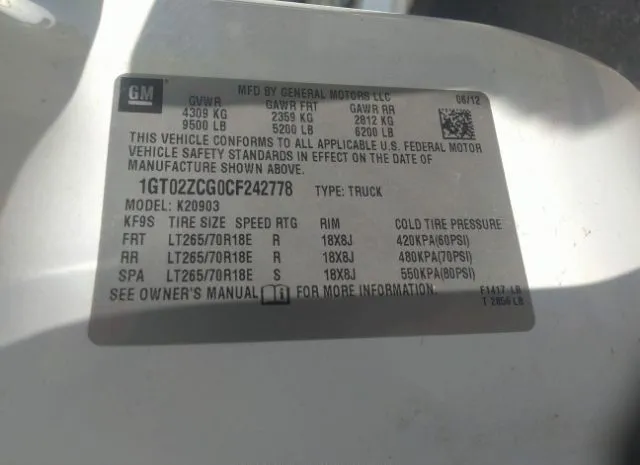 GM
MFD BY GENERAL MOTORS LLC 06/12
GVWR GAWR FRT GAWR RR
4309 KG 2359 KG 2812 KG
9500 LB 5200 LB 6200 LB
THIS VEHICLE CONFORMS TO ALL APPLICABLE U.S. FEDERAL MOTOR
VEHICLE SAFETY STANDARDS IN EFFECT ON THE DATE OF
MANUFACTURE SHOWN ABOVE.
1GT02ZCG0CF242778 TYPE: TRUCK
MODEL: K20903
KF9S TIRE SIZE SPEED RTG RIM COLD TIRE PRESSURE
FRT LT265/70R18E R 18X8J 420KPA(60PSI)
RR LT265/70R18E R 18X8J 480KPA(70PSI)
SPA LT265/70R18E S 18X8J 550KPA(80PSI)
SEE OWNER'S MANUAL FOR MORE INFORMATION F1417 LB
T 2856 LB